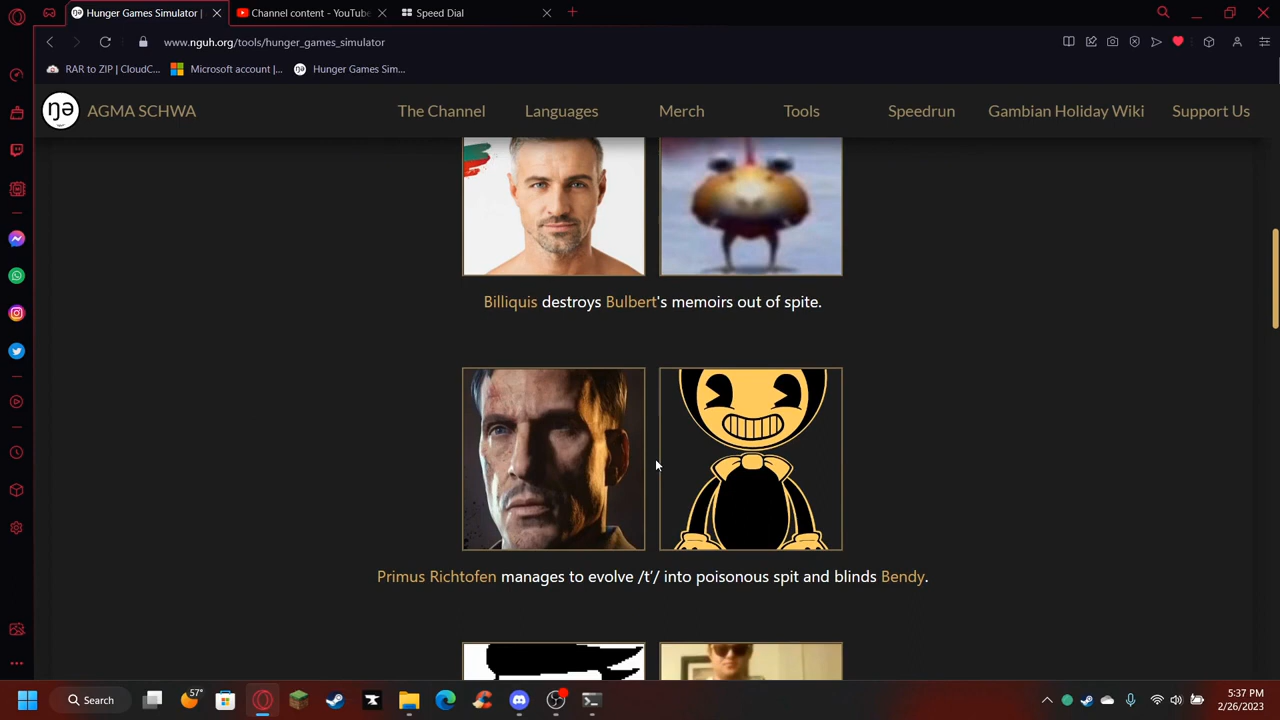 Hunger Games Simulator |
Channel content - YouTube
Speed Dial
www.nguh.org/tools/hunger_games_simulator
RAR to ZIP | CloudC...
Microsoft account |...
Hunger Games Sim...
ŋə
AGMA SCHWA
The Channel
Languages
Merch
Tools
Speedrun
Gambian Holiday Wiki
Support Us
Billiquis destroys Bulbert's memoirs out of spite.
Primus Richtofen manages to evolve /tʼ/ into poisonous spit and blinds Bendy.
Search
57°
5:37 PM
2/26/2023